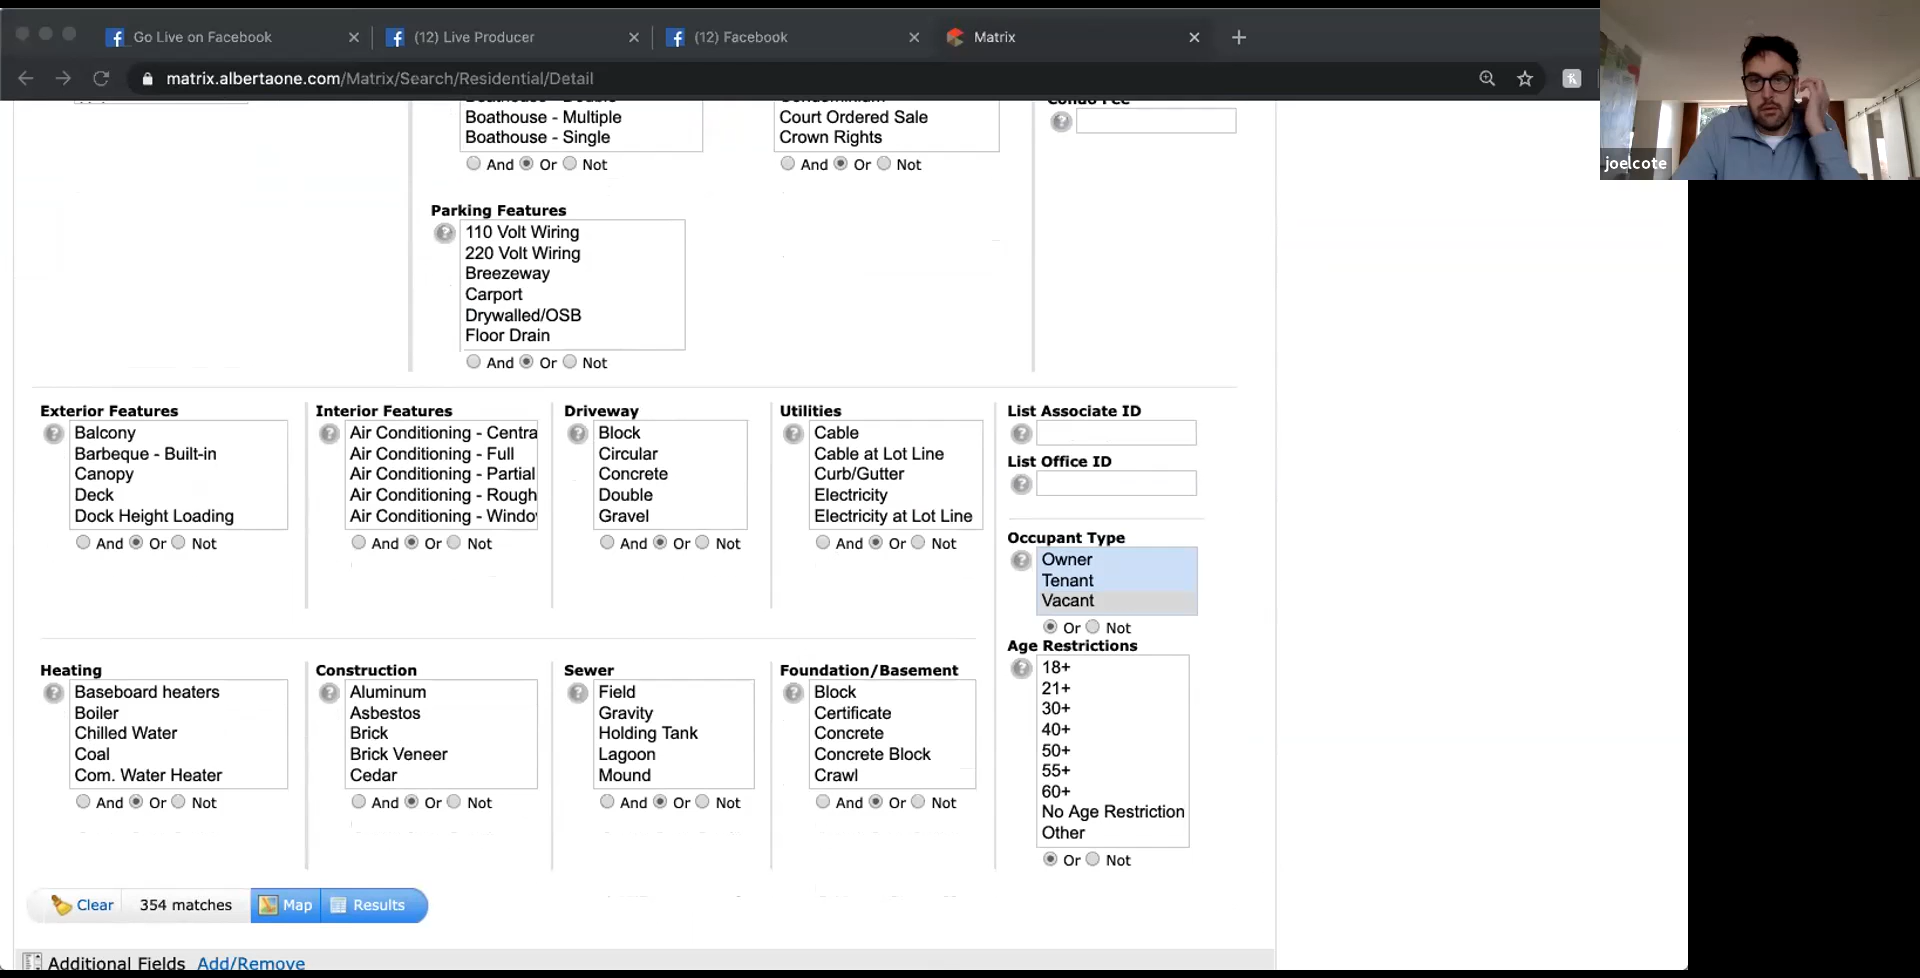 Go Live on Facebook
(12) Live Producer
(12) Facebook
Matrix
matrix.albertaone.com/Matrix/Search/Residential/Detail
joelcote
Boathouse - Double
Boathouse - Multiple
Boathouse - Single
And Or Not
Condominium
Court Ordered Sale
Crown Rights
And Or Not
Condo Fee
Parking Features
110 Volt Wiring
220 Volt Wiring
Breezeway
Carport
Drywalled/OSB
Floor Drain
And Or Not
Exterior Features
Balcony
Barbeque - Built-in
Canopy
Deck
Dock Height Loading
And Or Not
Interior Features
Air Conditioning - Centra
Air Conditioning - Full
Air Conditioning - Partial
Air Conditioning - Rough
Air Conditioning - Windo
And Or Not
Driveway
Block
Circular
Concrete
Double
Gravel
And Or Not
Utilities
Cable
Cable at Lot Line
Curb/Gutter
Electricity
Electricity at Lot Line
And Or Not
List Associate ID
List Office ID
Occupant Type
Owner
Tenant
Vacant
Or Not
Age Restrictions
18+
21+
30+
40+
50+
55+
60+
No Age Restriction
Other
Or Not
Heating
Baseboard heaters
Boiler
Chilled Water
Coal
Com. Water Heater
And Or Not
Construction
Aluminum
Asbestos
Brick
Brick Veneer
Cedar
And Or Not
Sewer
Field
Gravity
Holding Tank
Lagoon
Mound
And Or Not
Foundation/Basement
Block
Certificate
Concrete
Concrete Block
Crawl
And Or Not
Clear 354 matches Map Results
Additional Fields Add/Remove